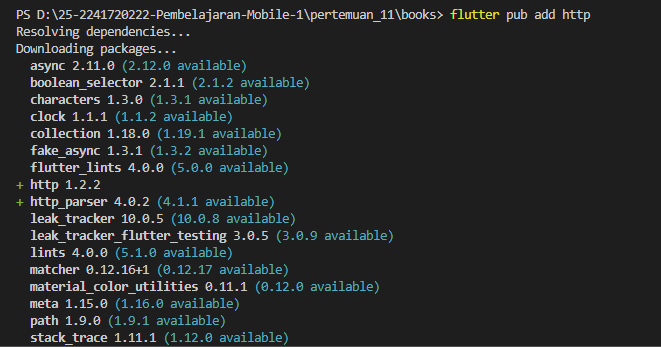 PS D:\25-2241720222-Pembelajaran-Mobile-1\pertemuan_11\books> flutter pub add http
Resolving dependencies...
Downloading packages...
  async 2.11.0 (2.12.0 available)
  boolean_selector 2.1.1 (2.1.2 available)
  characters 1.3.0 (1.3.1 available)
  clock 1.1.1 (1.1.2 available)
  collection 1.18.0 (1.19.1 available)
  fake_async 1.3.1 (1.3.2 available)
  flutter_lints 4.0.0 (5.0.0 available)
+ http 1.2.2
+ http_parser 4.0.2 (4.1.1 available)
  leak_tracker 10.0.5 (10.0.8 available)
  leak_tracker_flutter_testing 3.0.5 (3.0.9 available)
  lints 4.0.0 (5.1.0 available)
  matcher 0.12.16+1 (0.12.17 available)
  material_color_utilities 0.11.1 (0.12.0 available)
  meta 1.15.0 (1.16.0 available)
  path 1.9.0 (1.9.1 available)
  stack_trace 1.11.1 (1.12.0 available)